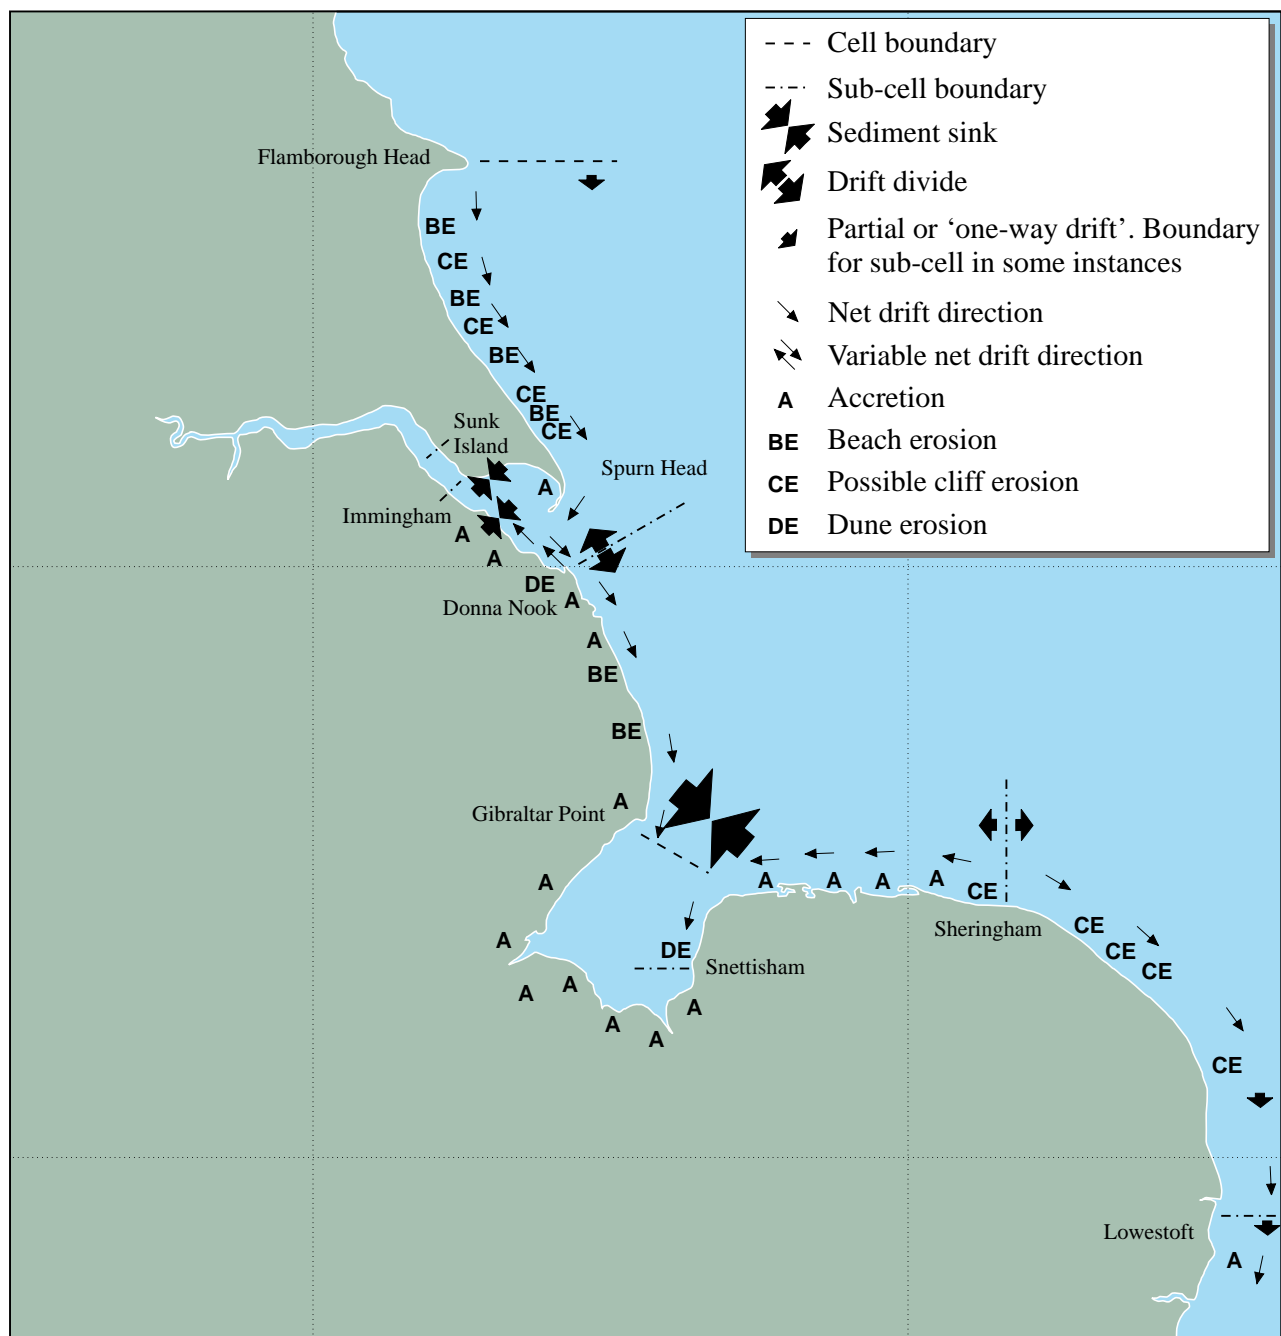 Cell boundary
Sub-cell boundary
Sediment sink
Drift divide
Partial or ‘one-way drift’. Boundary
for sub-cell in some instances
Net drift direction
Variable net drift direction
A Accretion
BE Beach erosion
CE Possible cliff erosion
DE Dune erosion
Flamborough Head
BE
CE
BE
CE
BE
CE
BE
CE
Sunk
Island
Spurn Head
A
Immingham
A
A
DE
Donna Nook
A
A
BE
BE
A
Gibraltar Point
A
A
A
A
A
A
A
DE
Snettisham
A
A
A
A
CE
Sheringham
CE
CE
CE
CE
Lowestoft
A